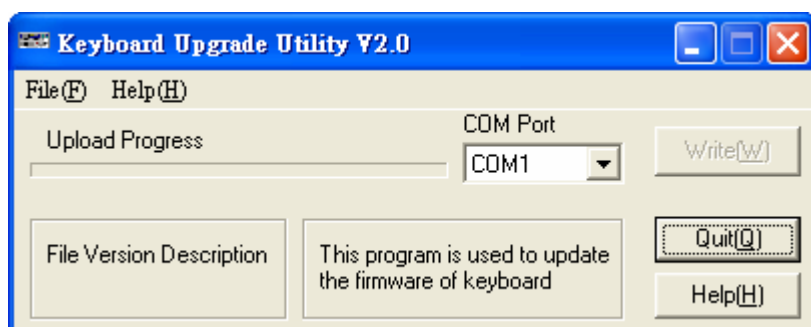 Keyboard Upgrade Utility V2.0
File(F) Help(H)
Upload Progress
COM Port
COM1
Write(W)
File Version Description
This program is used to update
the firmware of keyboard
Quit(Q)
Help(H)